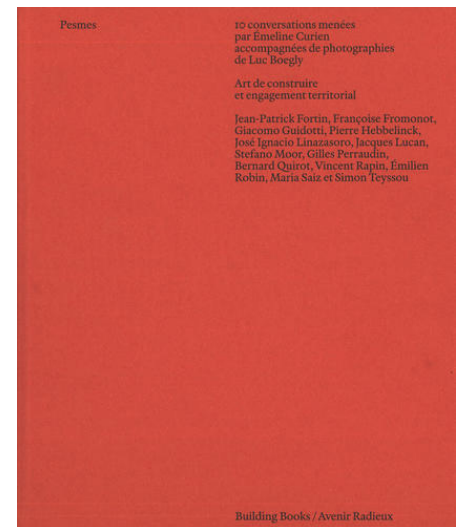 Pesmes
10 conversations menées
par Émeline Curien
accompagnées de photographies
de Luc Boegly
Art de construire
et engagement territorial
Jean-Patrick Fortin, Françoise Fromonot,
Giacomo Guidotti, Pierre Hebbelinck,
José Ignacio Linazasoro, Jacques Lucan,
Stefano Moor, Gilles Perraudin,
Bernard Quirot, Vincent Rapin, Émilien
Robin, Maria Saiz et Simon Teyssou
Building Books / Avenir Radieux